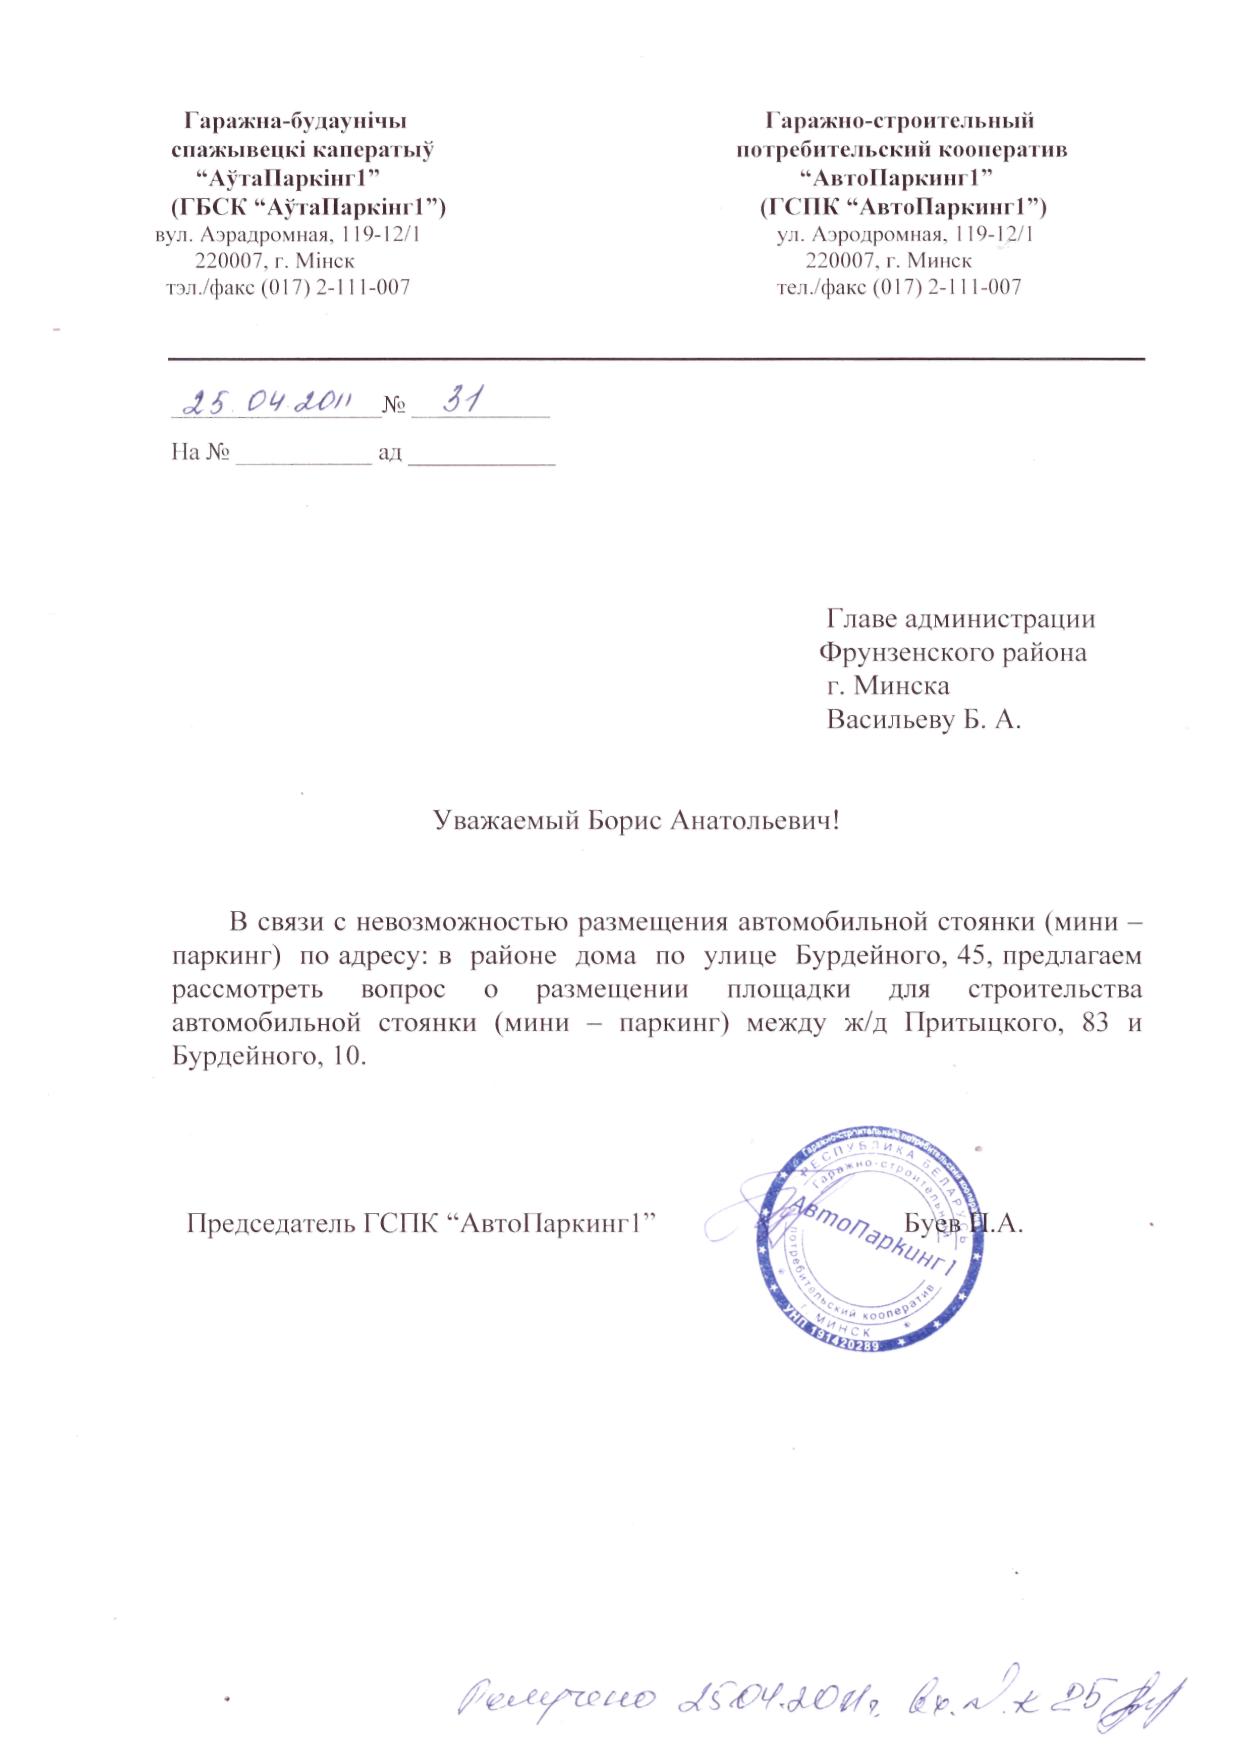 Гаражна-будаунічы
спажывецкі каператыў
“АўтаПаркінг1”
(ГБСК “АўтаПаркінг1”)
вул. Аэрадромная, 119-12/1
220007, г. Мінск
тэл./факс (017) 2-111-007
Гаражно-строительный
потребительский кооператив
“АвтоПаркинг1”
(ГСПК “АвтоПаркинг1”)
ул. Аэродромная, 119-12/1
220007, г. Минск
тел./факс (017) 2-111-007
25.04.2011 № 31
На № ад
Главе администрации
Фрунзенского района
г. Минска
Васильеву Б. А.
Уважаемый Борис Анатольевич!
В связи с невозможностью размещения автомобильной стоянки (мини –
паркинг) по адресу: в районе дома по улице Бурдейного, 45, предлагаем
рассмотреть вопрос о размещении площадки для строительства
автомобильной стоянки (мини – паркинг) между ж/д Притыцкого, 83 и
Бурдейного, 10.
Председатель ГСПК “АвтоПаркинг1” Буев П.А.
Гаражно-строительный потребительский кооператив
РЕСПУБЛИКА БЕЛАРУСЬ
Гаражно-строительный
АвтоПаркинг1
потребительский кооператив
г. МИНСК
УНП 191420289
Получено 25.04.2011г. Вх. № 25